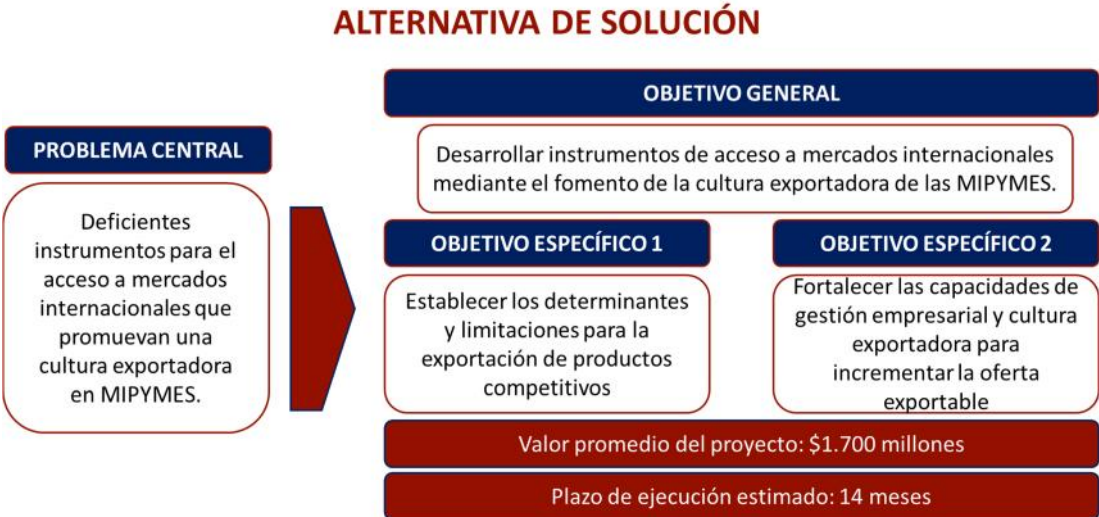 ALTERNATIVA DE SOLUCIÓN
PROBLEMA CENTRAL
Deficientes
instrumentos para el
acceso a mercados
internacionales que
promuevan una
cultura exportadora
en MIPYMES.
OBJETIVO GENERAL
Desarrollar instrumentos de acceso a mercados internacionales
mediante el fomento de la cultura exportadora de las MIPYMES.
OBJETIVO ESPECÍFICO 1
Establecer los determinantes
y limitaciones para la
exportación de productos
competitivos
OBJETIVO ESPECÍFICO 2
Fortalecer las capacidades de
gestión empresarial y cultura
exportadora para
incrementar la oferta
exportable
Valor promedio del proyecto: $1.700 millones
Plazo de ejecución estimado: 14 meses